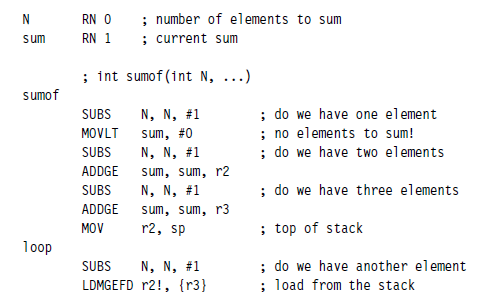 N       RN 0    ; number of elements to sum
sum     RN 1    ; current sum
        ; int sumof(int N, ...)
sumof
        SUBS    N, N, #1        ; do we have one element
        MOVLT   sum, #0         ; no elements to sum!
        SUBS    N, N, #1        ; do we have two elements
        ADDGE   sum, sum, r2
        SUBS    N, N, #1        ; do we have three elements
        ADDGE   sum, sum, r3
        MOV     r2, sp          ; top of stack
loop
        SUBS    N, N, #1        ; do we have another element
        LDMGEFD r2!, {r3}       ; load from the stack